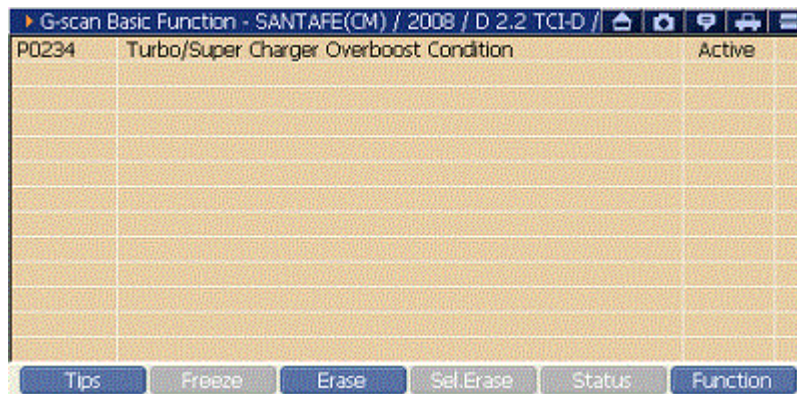 G-scan Basic Function - SANTAFE(CM) / 2008 / D 2.2 TCI-D /
P0234 Turbo/Super Charger Overboost Condition Active
Tips Freeze Erase Sel.Erase Status Function